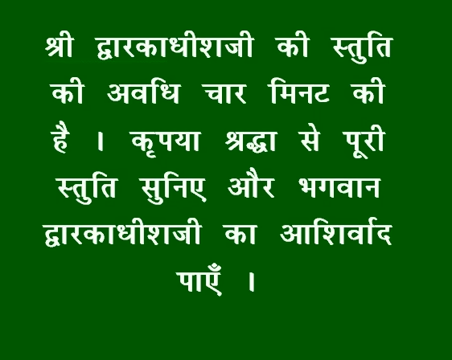 श्री द्वारकाधीशजी की स्तुति
की अवधि चार मिनट की
है । कृपया श्रद्धा से पूरी
स्तुति सुनिए और भगवान
द्वारकाधीशजी का आशिर्वाद
पाएँ ।